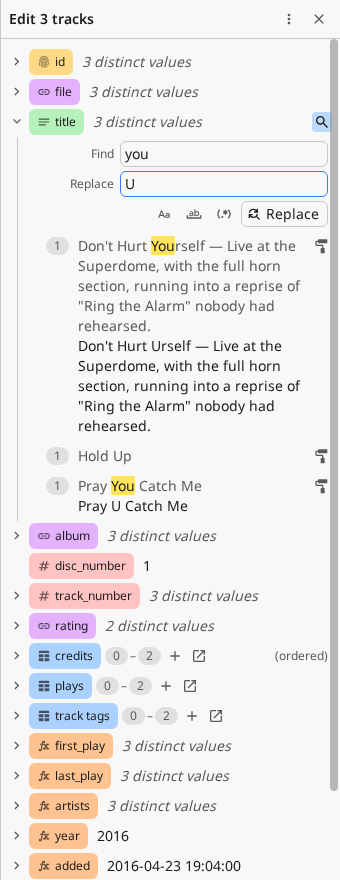 Edit 3 tracks
id 3 distinct values
file 3 distinct values
title 3 distinct values
Find you
Replace U
Aa ab (.*) Replace
1 Don't Hurt Yourself — Live at the
Superdome, with the full horn
section, running into a reprise of
"Ring the Alarm" nobody had
rehearsed.
Don't Hurt Urself — Live at the
Superdome, with the full horn
section, running into a reprise of
"Ring the Alarm" nobody had
rehearsed.
1 Hold Up
1 Pray You Catch Me
Pray U Catch Me
album 3 distinct values
# disc_number 1
# track_number 3 distinct values
rating 2 distinct values
credits 0 – 2 + (ordered)
plays 0 – 2 +
track tags 0 – 2 +
fx first_play 3 distinct values
fx last_play 3 distinct values
fx artists 3 distinct values
fx year 2016
fx added 2016-04-23 19:04:00